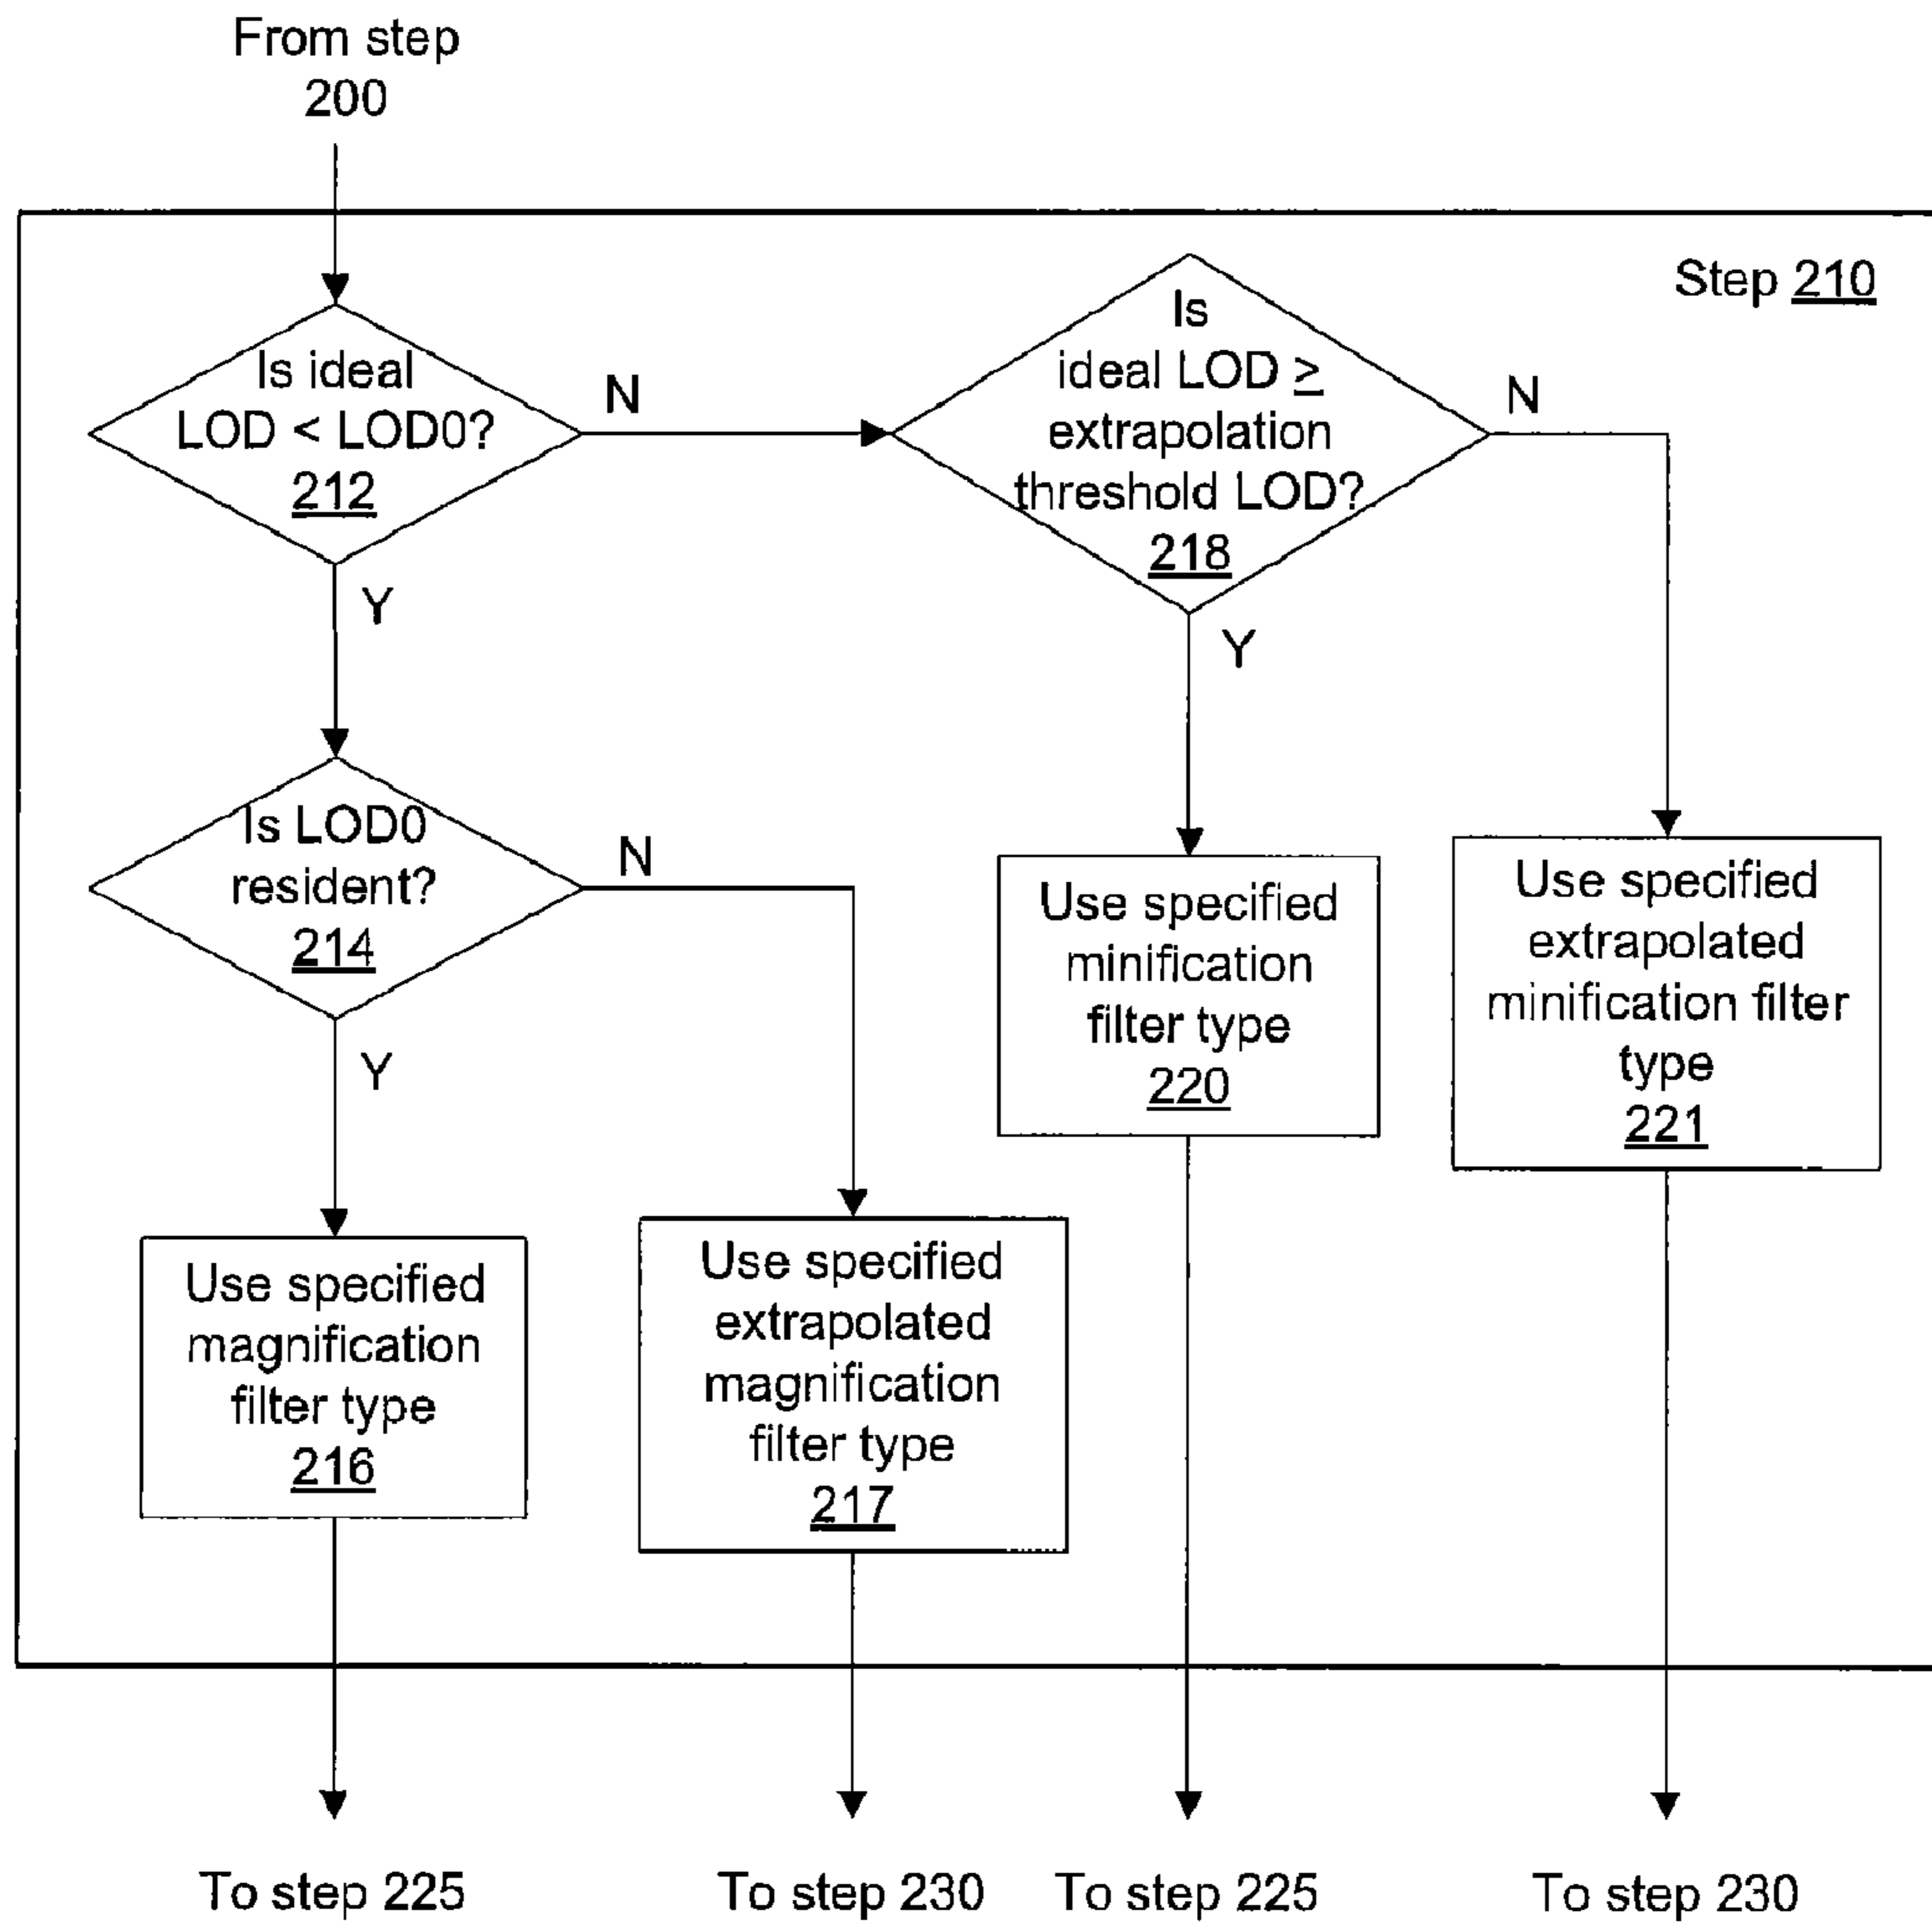 From step
200
Step 210
Is ideal
LOD < LOD0?
212
N
Y
Is
ideal LOD ≥
extrapolation
threshold LOD?
218
N
Y
Is LOD0
resident?
214
N
Y
Use specified
minification
filter type
220
Use specified
extrapolated
minification filter
type
221
Use specified
magnification
filter type
216
Use specified
extrapolated
magnification
filter type
217
To step 225
To step 230
To step 225
To step 230